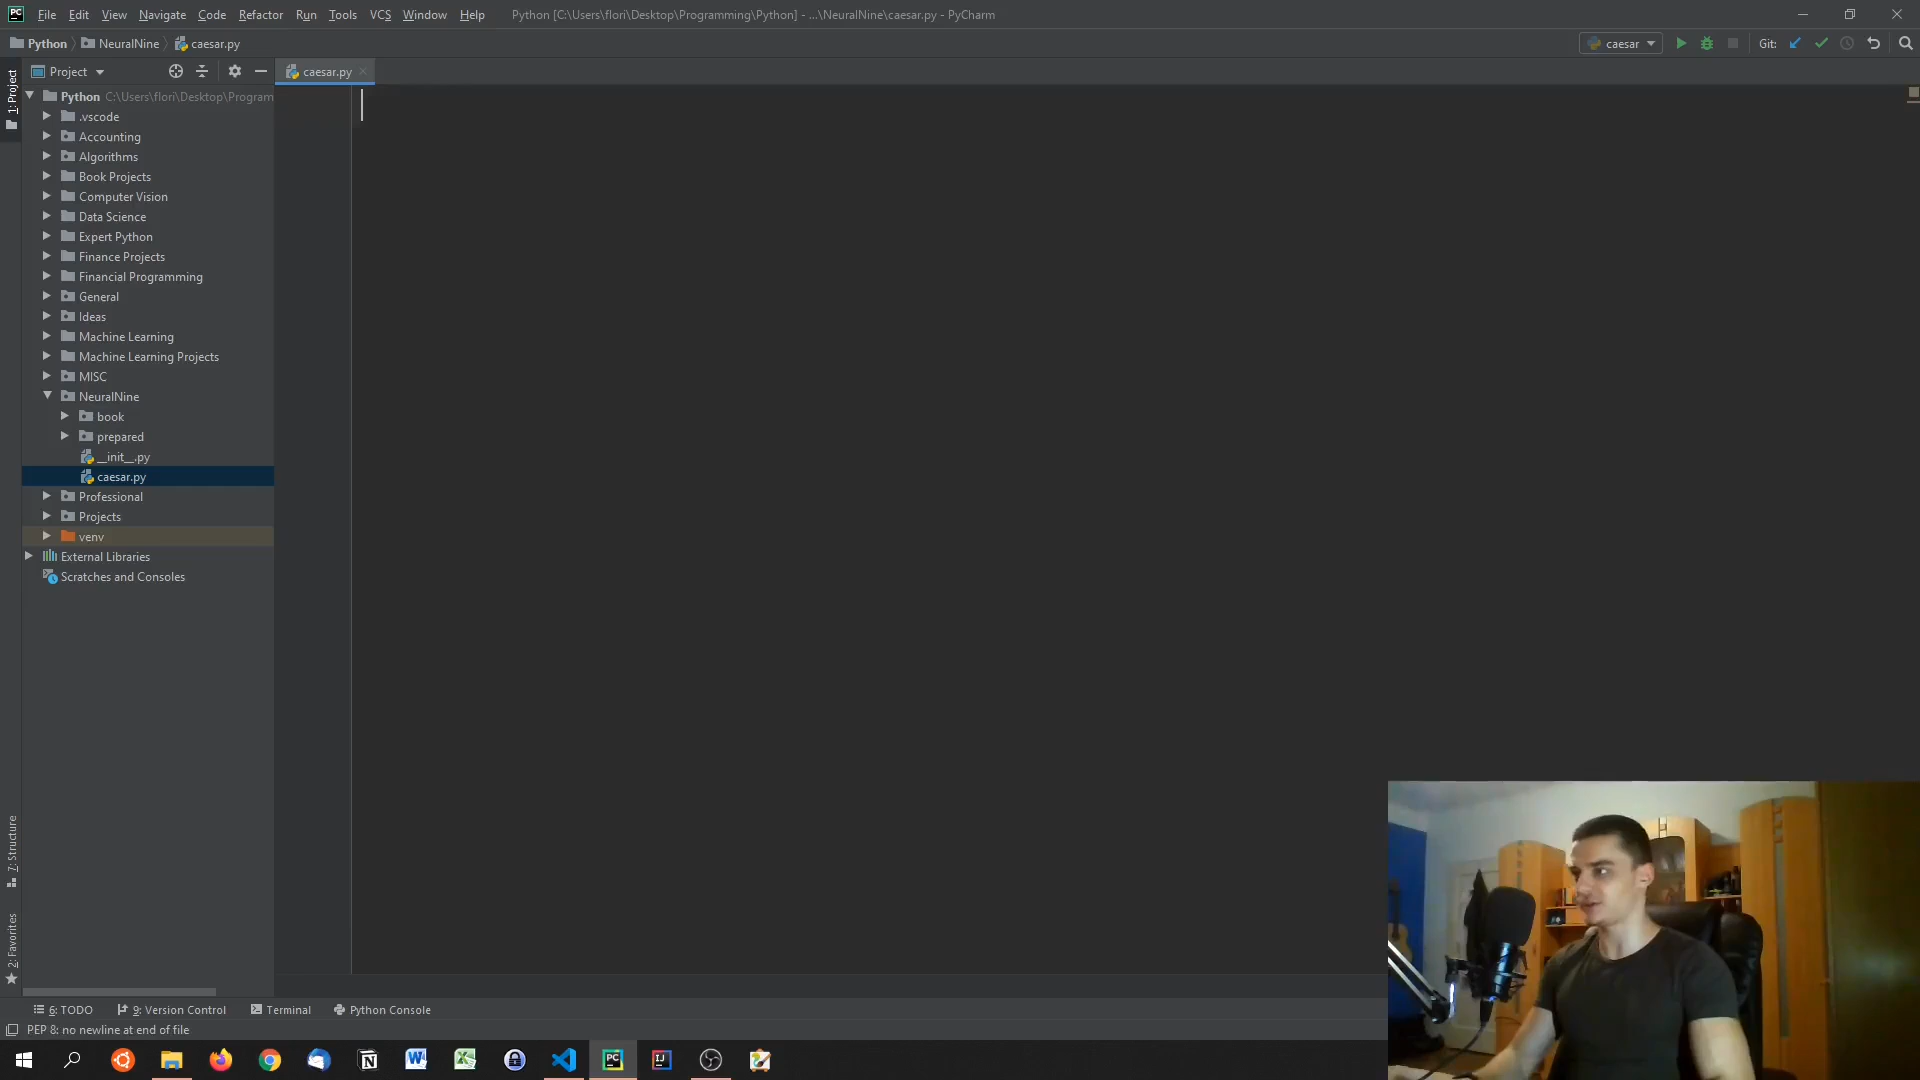 File Edit View Navigate Code Refactor Run Tools VCS Window Help Python [C:\Users\flori\Desktop\Programming\Python] - ...\NeuralNine\caesar.py - PyCharm
Python NeuralNine caesar.py caesar Git:
1: Project
Project caesar.py
Python C:\Users\flori\Desktop\Program
.vscode
Accounting
Algorithms
Book Projects
Computer Vision
Data Science
Expert Python
Finance Projects
Financial Programming
General
Ideas
Machine Learning
Machine Learning Projects
MISC
NeuralNine
book
prepared
__init__.py
caesar.py
Professional
Projects
venv
External Libraries
Scratches and Consoles
7: Structure
2: Favorites
6: TODO 9: Version Control Terminal Python Console
PEP 8: no newline at end of file